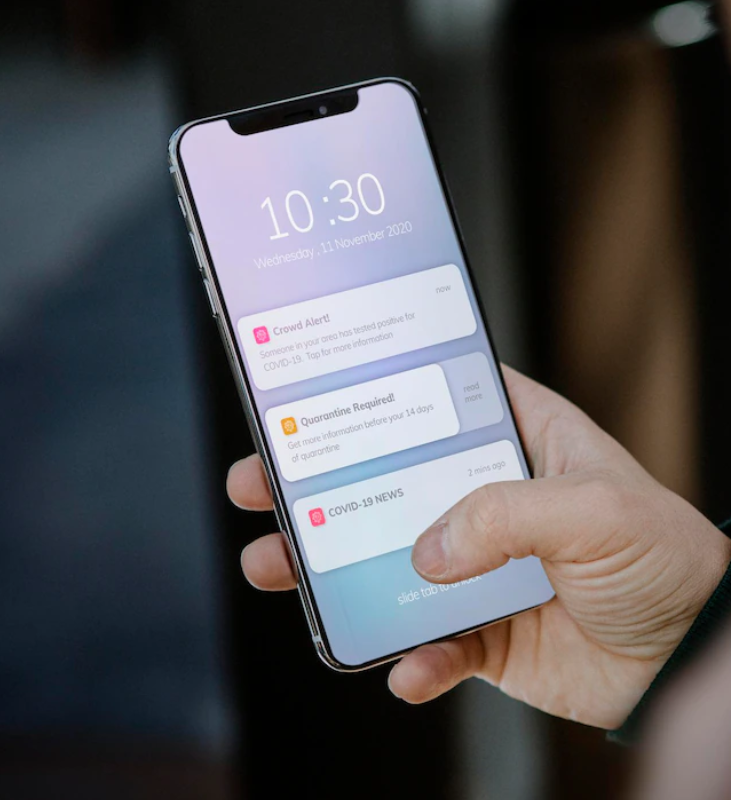 10:30
Wednesday, 11 November 2020
now
Crowd Alert!
Someone in your area has tested positive for
COVID-19. Tap for more information
Quarantine Required!
Get more information before your 14 days
of quarantine
read
more
2 mins ago
COVID-19 NEWS
slide tab to unlock